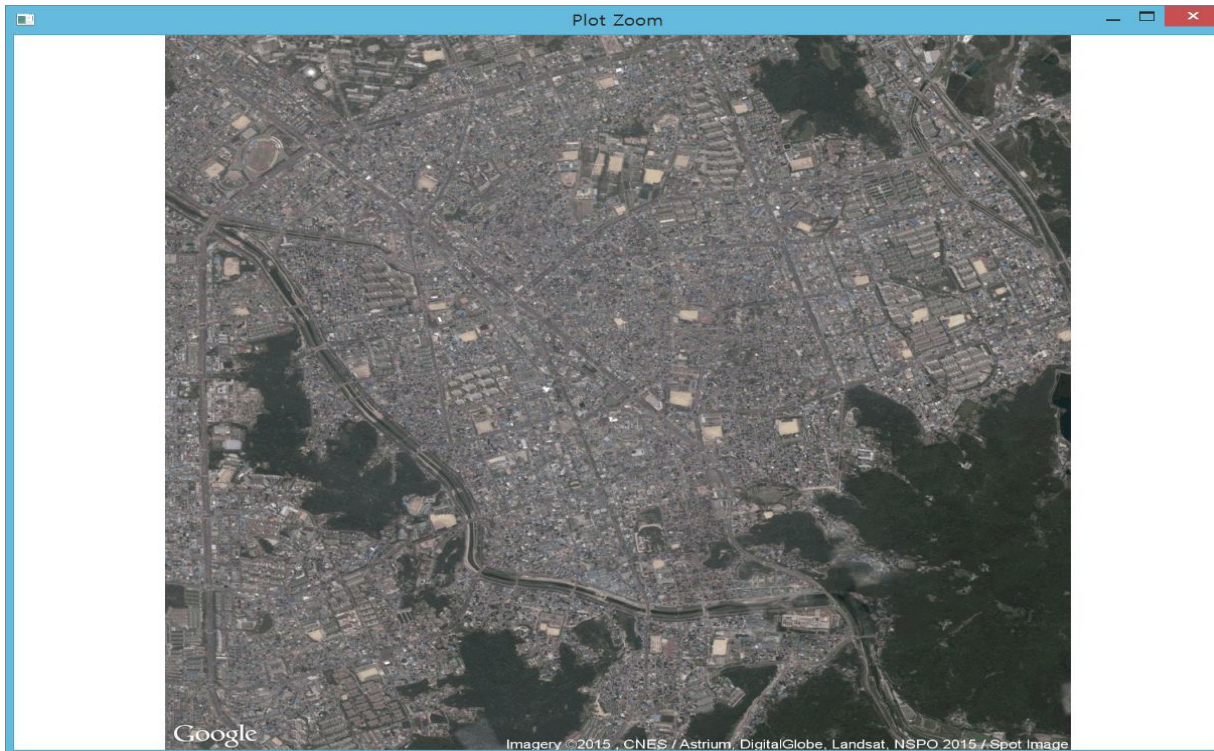 Plot Zoom
Google
Imagery ©2015 , CNES / Astrium, DigitalGlobe, Landsat, NSPO 2015 / Spot Image